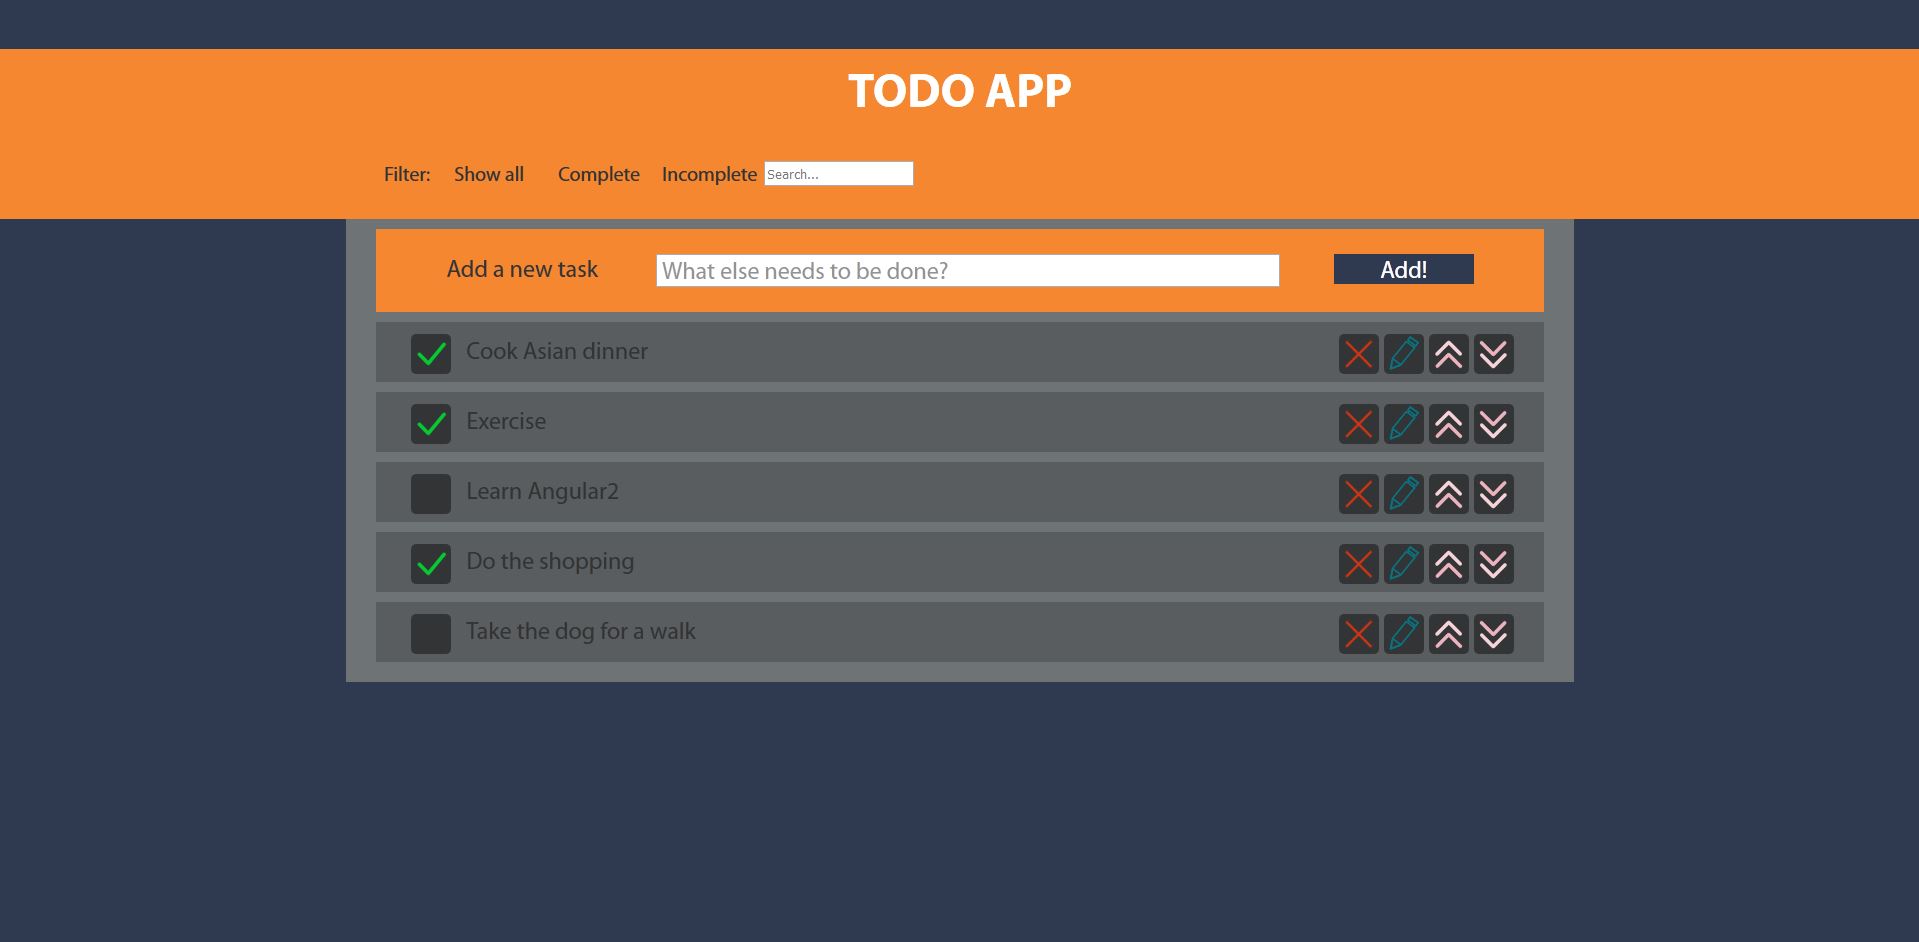 TODO APP
Filter: Show all Complete Incomplete Search...
Add a new task What else needs to be done? Add!
Cook Asian dinner
Exercise
Learn Angular2
Do the shopping
Take the dog for a walk